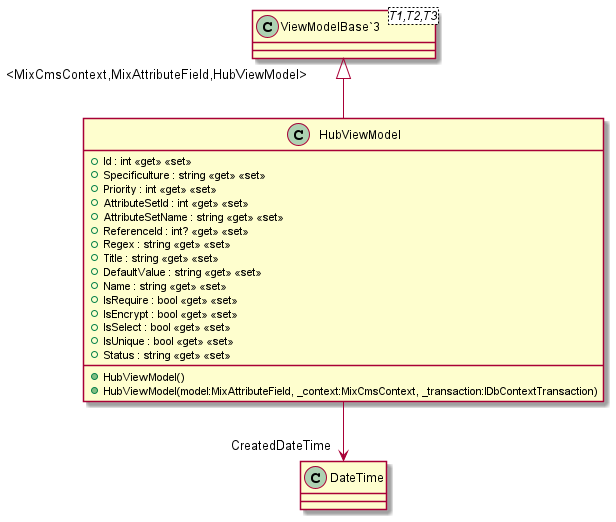 C ViewModelBase`3 T1,T2,T3
<MixCmsContext,MixAttributeField,HubViewModel>
C HubViewModel
Id : int «get» «set»
Specificulture : string «get» «set»
Priority : int «get» «set»
AttributeSetId : int «get» «set»
AttributeSetName : string «get» «set»
ReferenceId : int? «get» «set»
Regex : string «get» «set»
Title : string «get» «set»
DefaultValue : string «get» «set»
Name : string «get» «set»
IsRequire : bool «get» «set»
IsEncrypt : bool «get» «set»
IsSelect : bool «get» «set»
IsUnique : bool «get» «set»
Status : string «get» «set»
HubViewModel()
HubViewModel(model:MixAttributeField, _context:MixCmsContext, _transaction:IDbContextTransaction)
CreatedDateTime
C DateTime